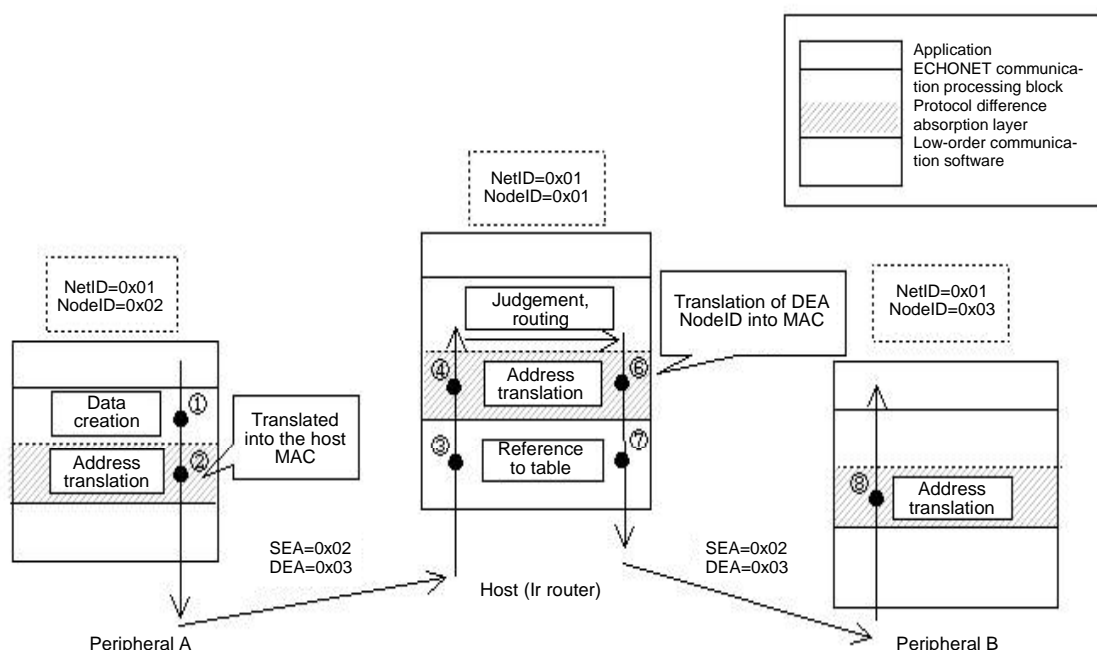 Application
ECHONET communica-
tion processing block
Protocol difference
absorption layer
Low-order communica-
tion software
NetID=0x01
NodeID=0x01
NetID=0x01
NodeID=0x02
NetID=0x01
NodeID=0x03
Judgement,
routing
Translation of DEA
NodeID into MAC
④
Address
translation
⑥
Data
creation
①
Translated
into the host
MAC
Address
translation
②
③
Reference
to table
⑦
⑧
Address
translation
SEA=0x02
DEA=0x03
SEA=0x02
DEA=0x03
Host (Ir router)
Peripheral A
Peripheral B